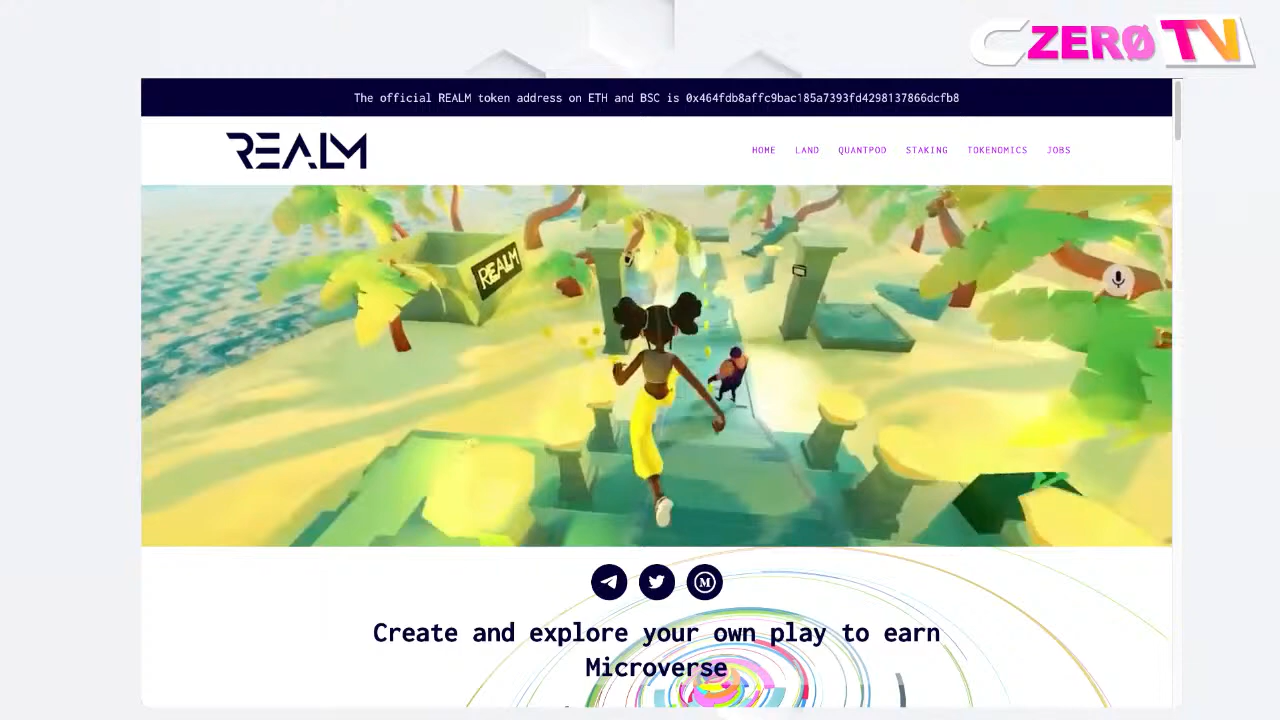 CZERØ TV
The official REALM token address on ETH and BSC is 0x464fdb8affc9bac185a7393fd4298137866dcfb8
REALM
HOME LAND QUANTPOD STAKING TOKENOMICS JOBS
REALM
M
Create and explore your own play to earn
Microverse